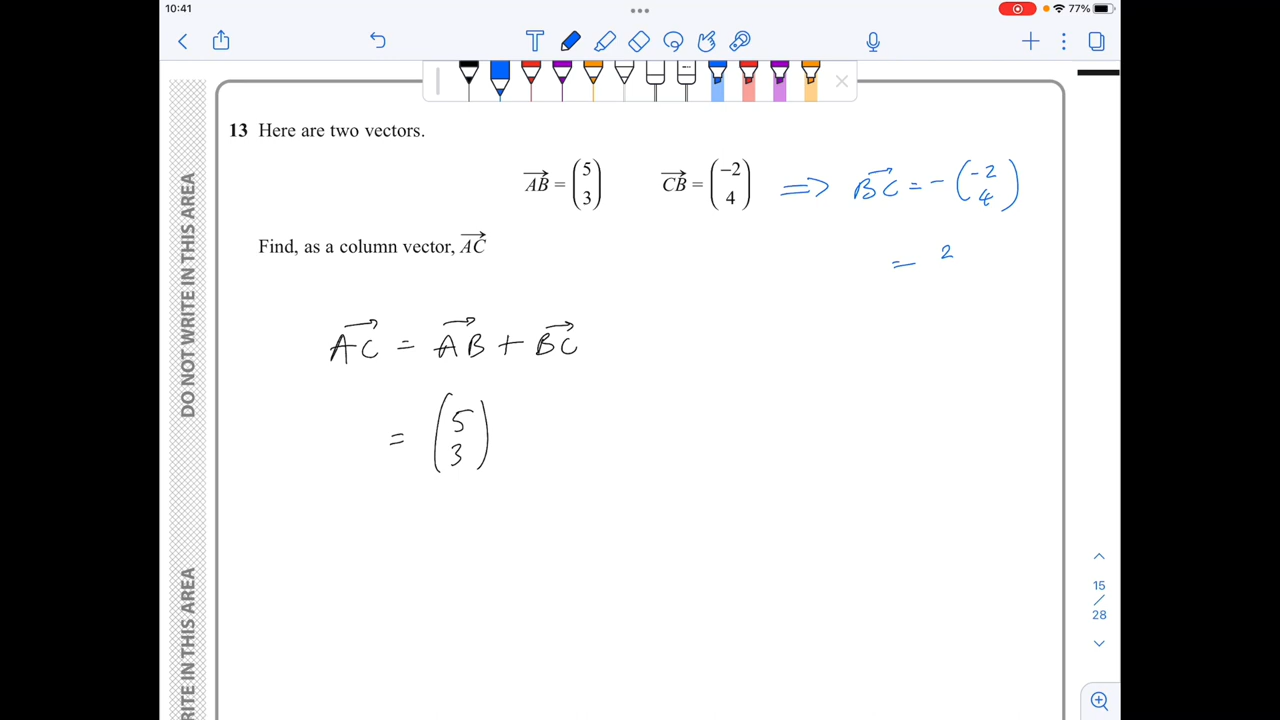 10:41
77%
13 Here are two vectors.
AB = (5 3) CB = (−2 4) ⇒ BC = −(−2 4)
= 2
Find, as a column vector, AC
AC = AB + BC
= (5 3)
DO NOT WRITE IN THIS AREA
RITE IN THIS AREA
15
/
28